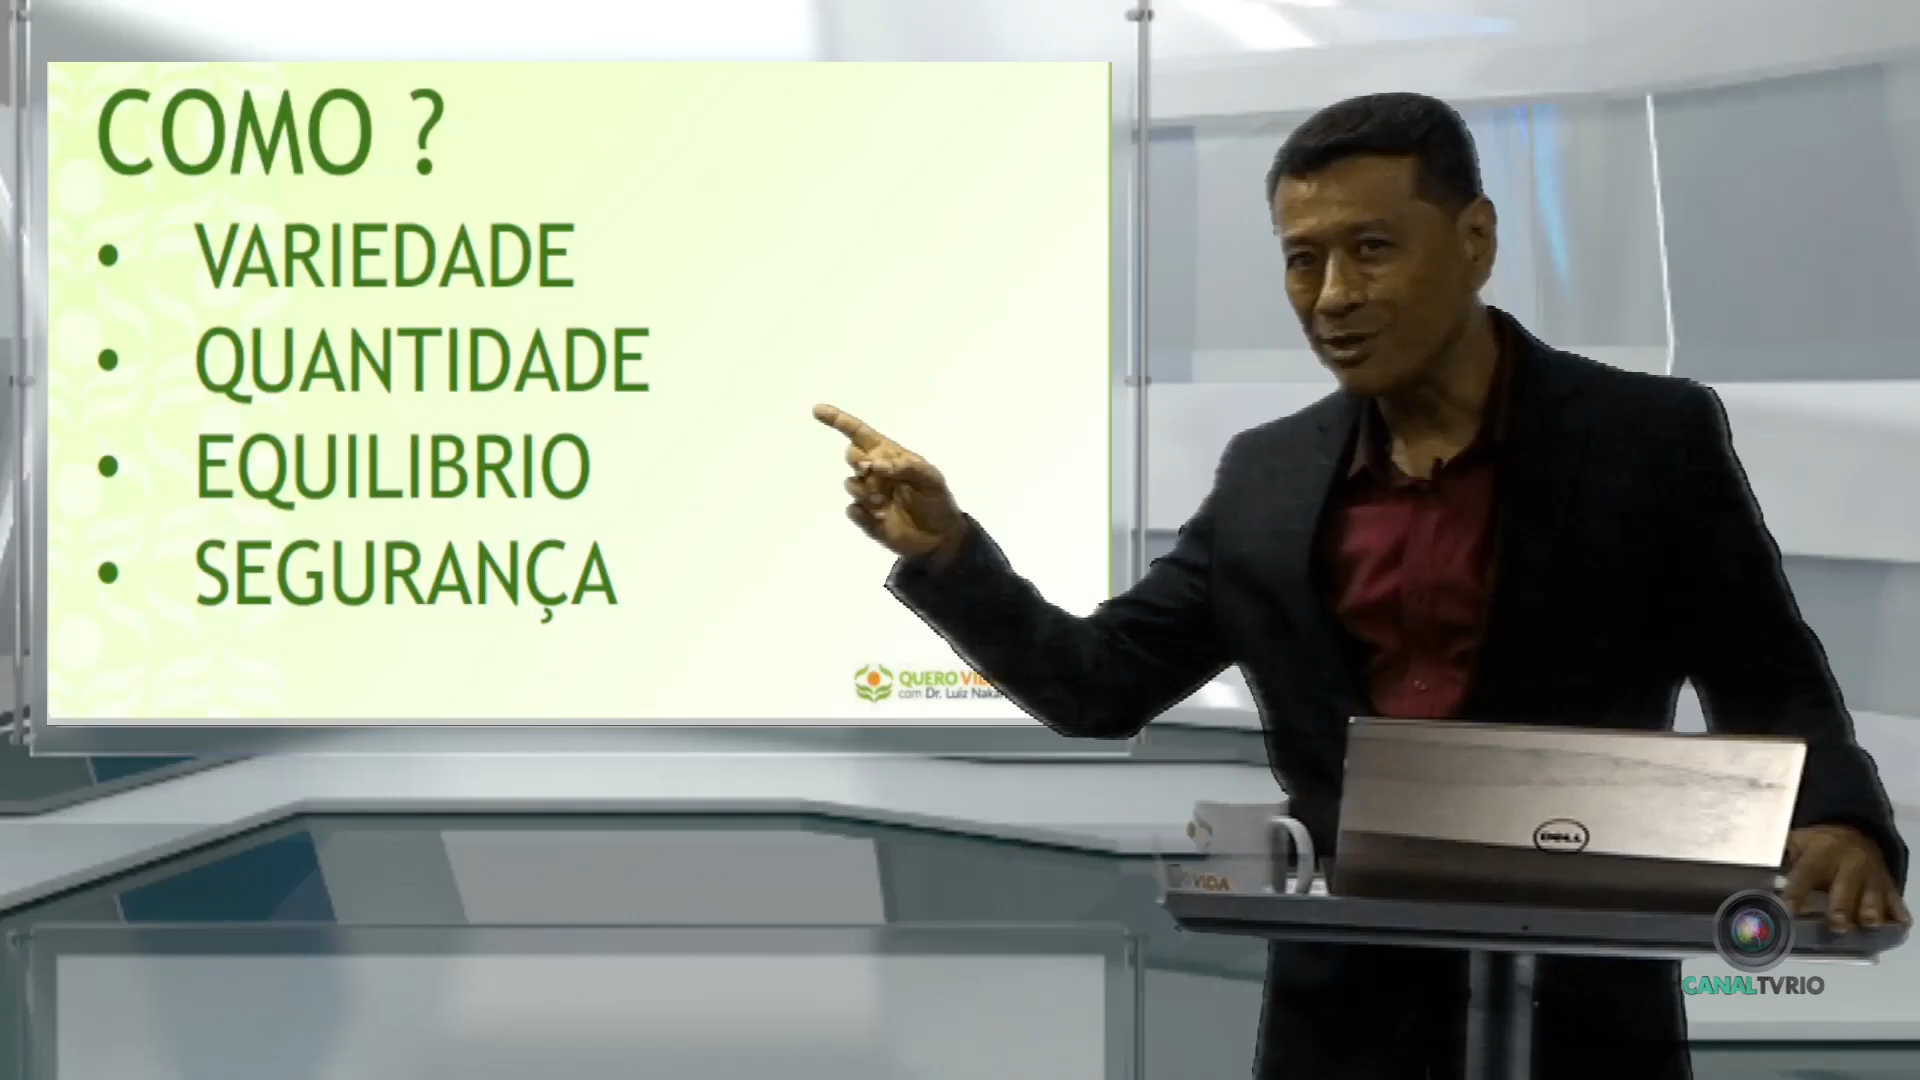 COMO ?
• VARIEDADE
• QUANTIDADE
• EQUILIBRIO
• SEGURANÇA
QUERO
com Dr. Luiz
DELL
VIDA
CANALTVRIO